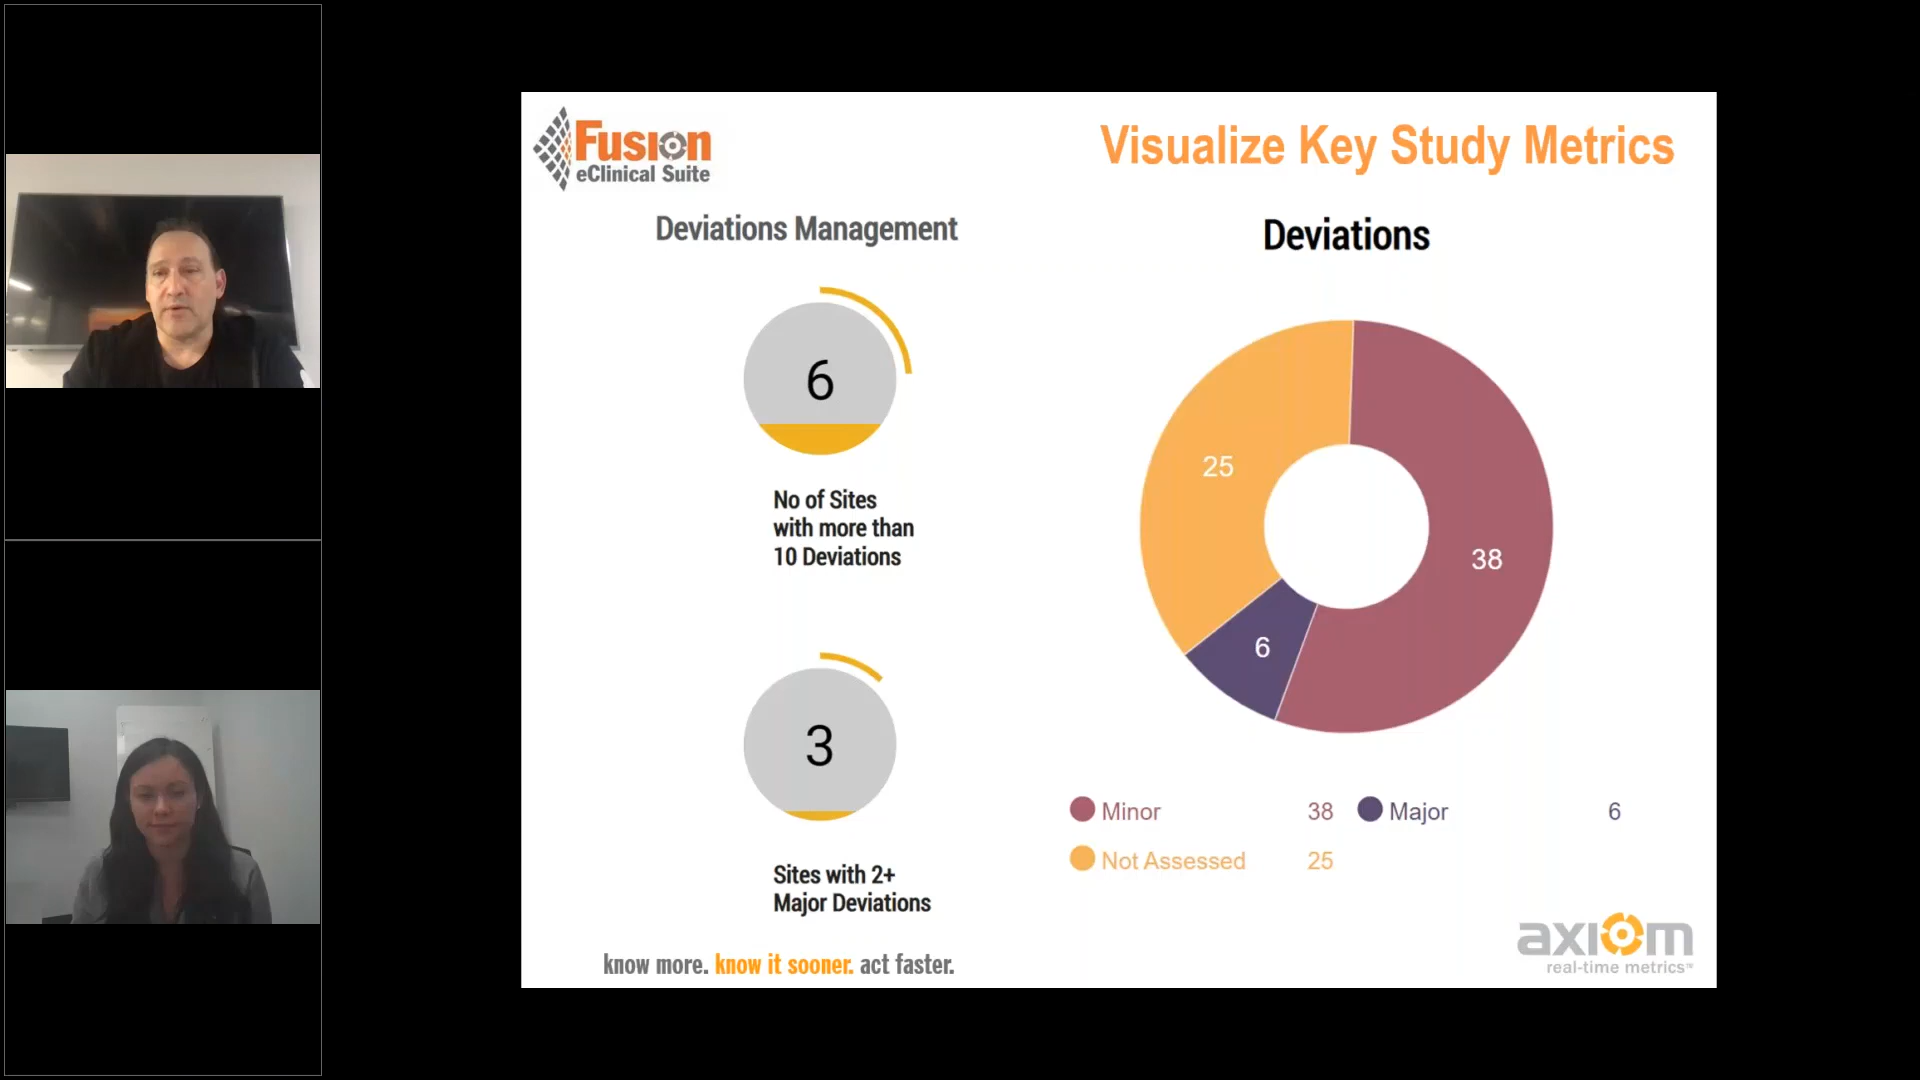 Fusion
eClinical Suite
Visualize Key Study Metrics
Deviations Management
6
No of Sites
with more than
10 Deviations
3
Sites with 2+
Major Deviations
Deviations
25
38
6
Minor 38
Major 6
Not Assessed 25
know more. know it sooner. act faster.
axiom
real-time metrics™